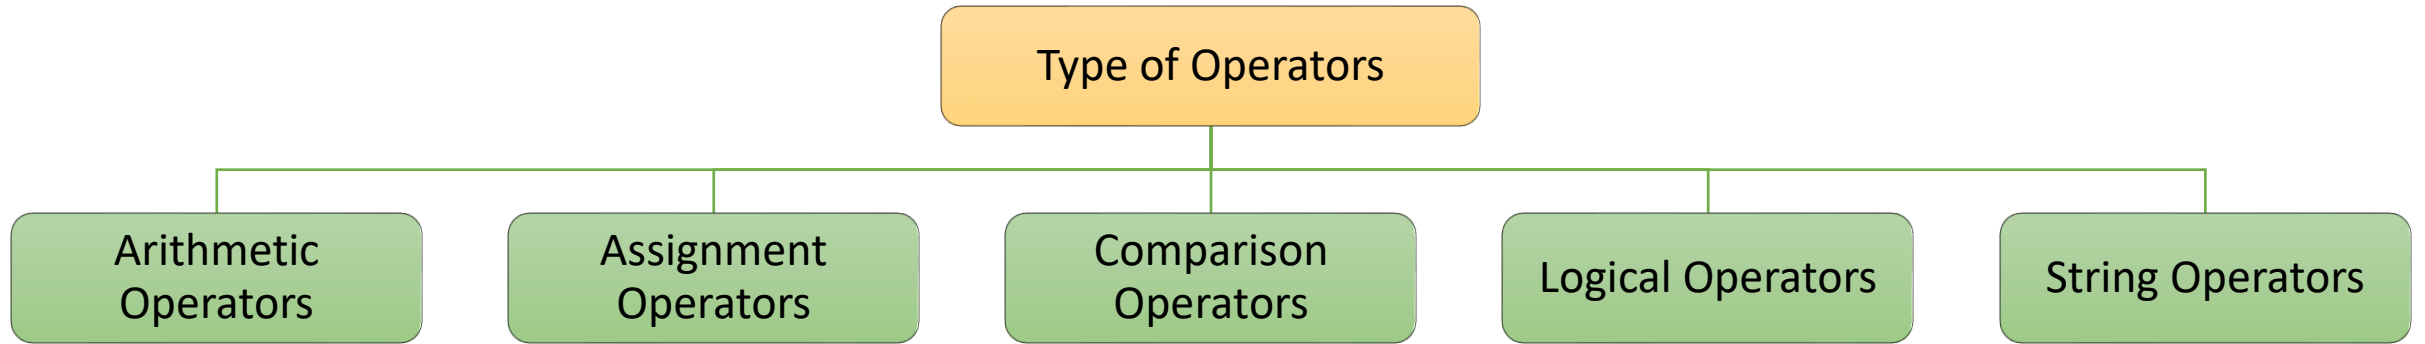 Type of Operators
Arithmetic
Operators
Assignment
Operators
Comparison
Operators
Logical Operators
String Operators